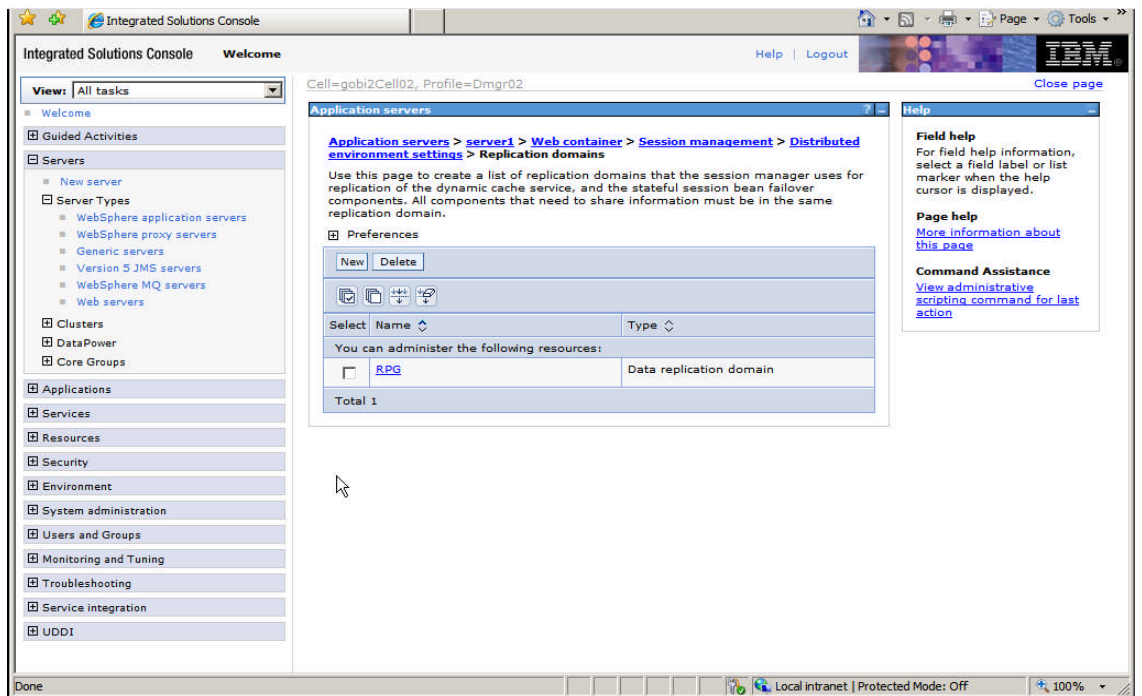 Integrated Solutions Console
Page
Tools
»
Integrated Solutions Console Welcome
Help | Logout
IBM
View: All tasks
Welcome
Guided Activities
Servers
New server
Server Types
WebSphere application servers
WebSphere proxy servers
Generic servers
Version 5 JMS servers
WebSphere MQ servers
Web servers
Clusters
DataPower
Core Groups
Applications
Services
Resources
Security
Environment
System administration
Users and Groups
Monitoring and Tuning
Troubleshooting
Service integration
UDDI
Cell=gobi2Cell02, Profile=Dmgr02
Close page
Application servers ? -
Application servers > server1 > Web container > Session management > Distributed
environment settings > Replication domains
Use this page to create a list of replication domains that the session manager uses for
replication of the dynamic cache service, and the stateful session bean failover
components. All components that need to share information must be in the same
replication domain.
Preferences
New Delete
Select Name Type
You can administer the following resources:
RPG Data replication domain
Total 1
Help -
Field help
For field help information,
select a field label or list
marker when the help
cursor is displayed.
Page help
More information about
this page
Command Assistance
View administrative
scripting command for last
action
Done
Local intranet | Protected Mode: Off
100%